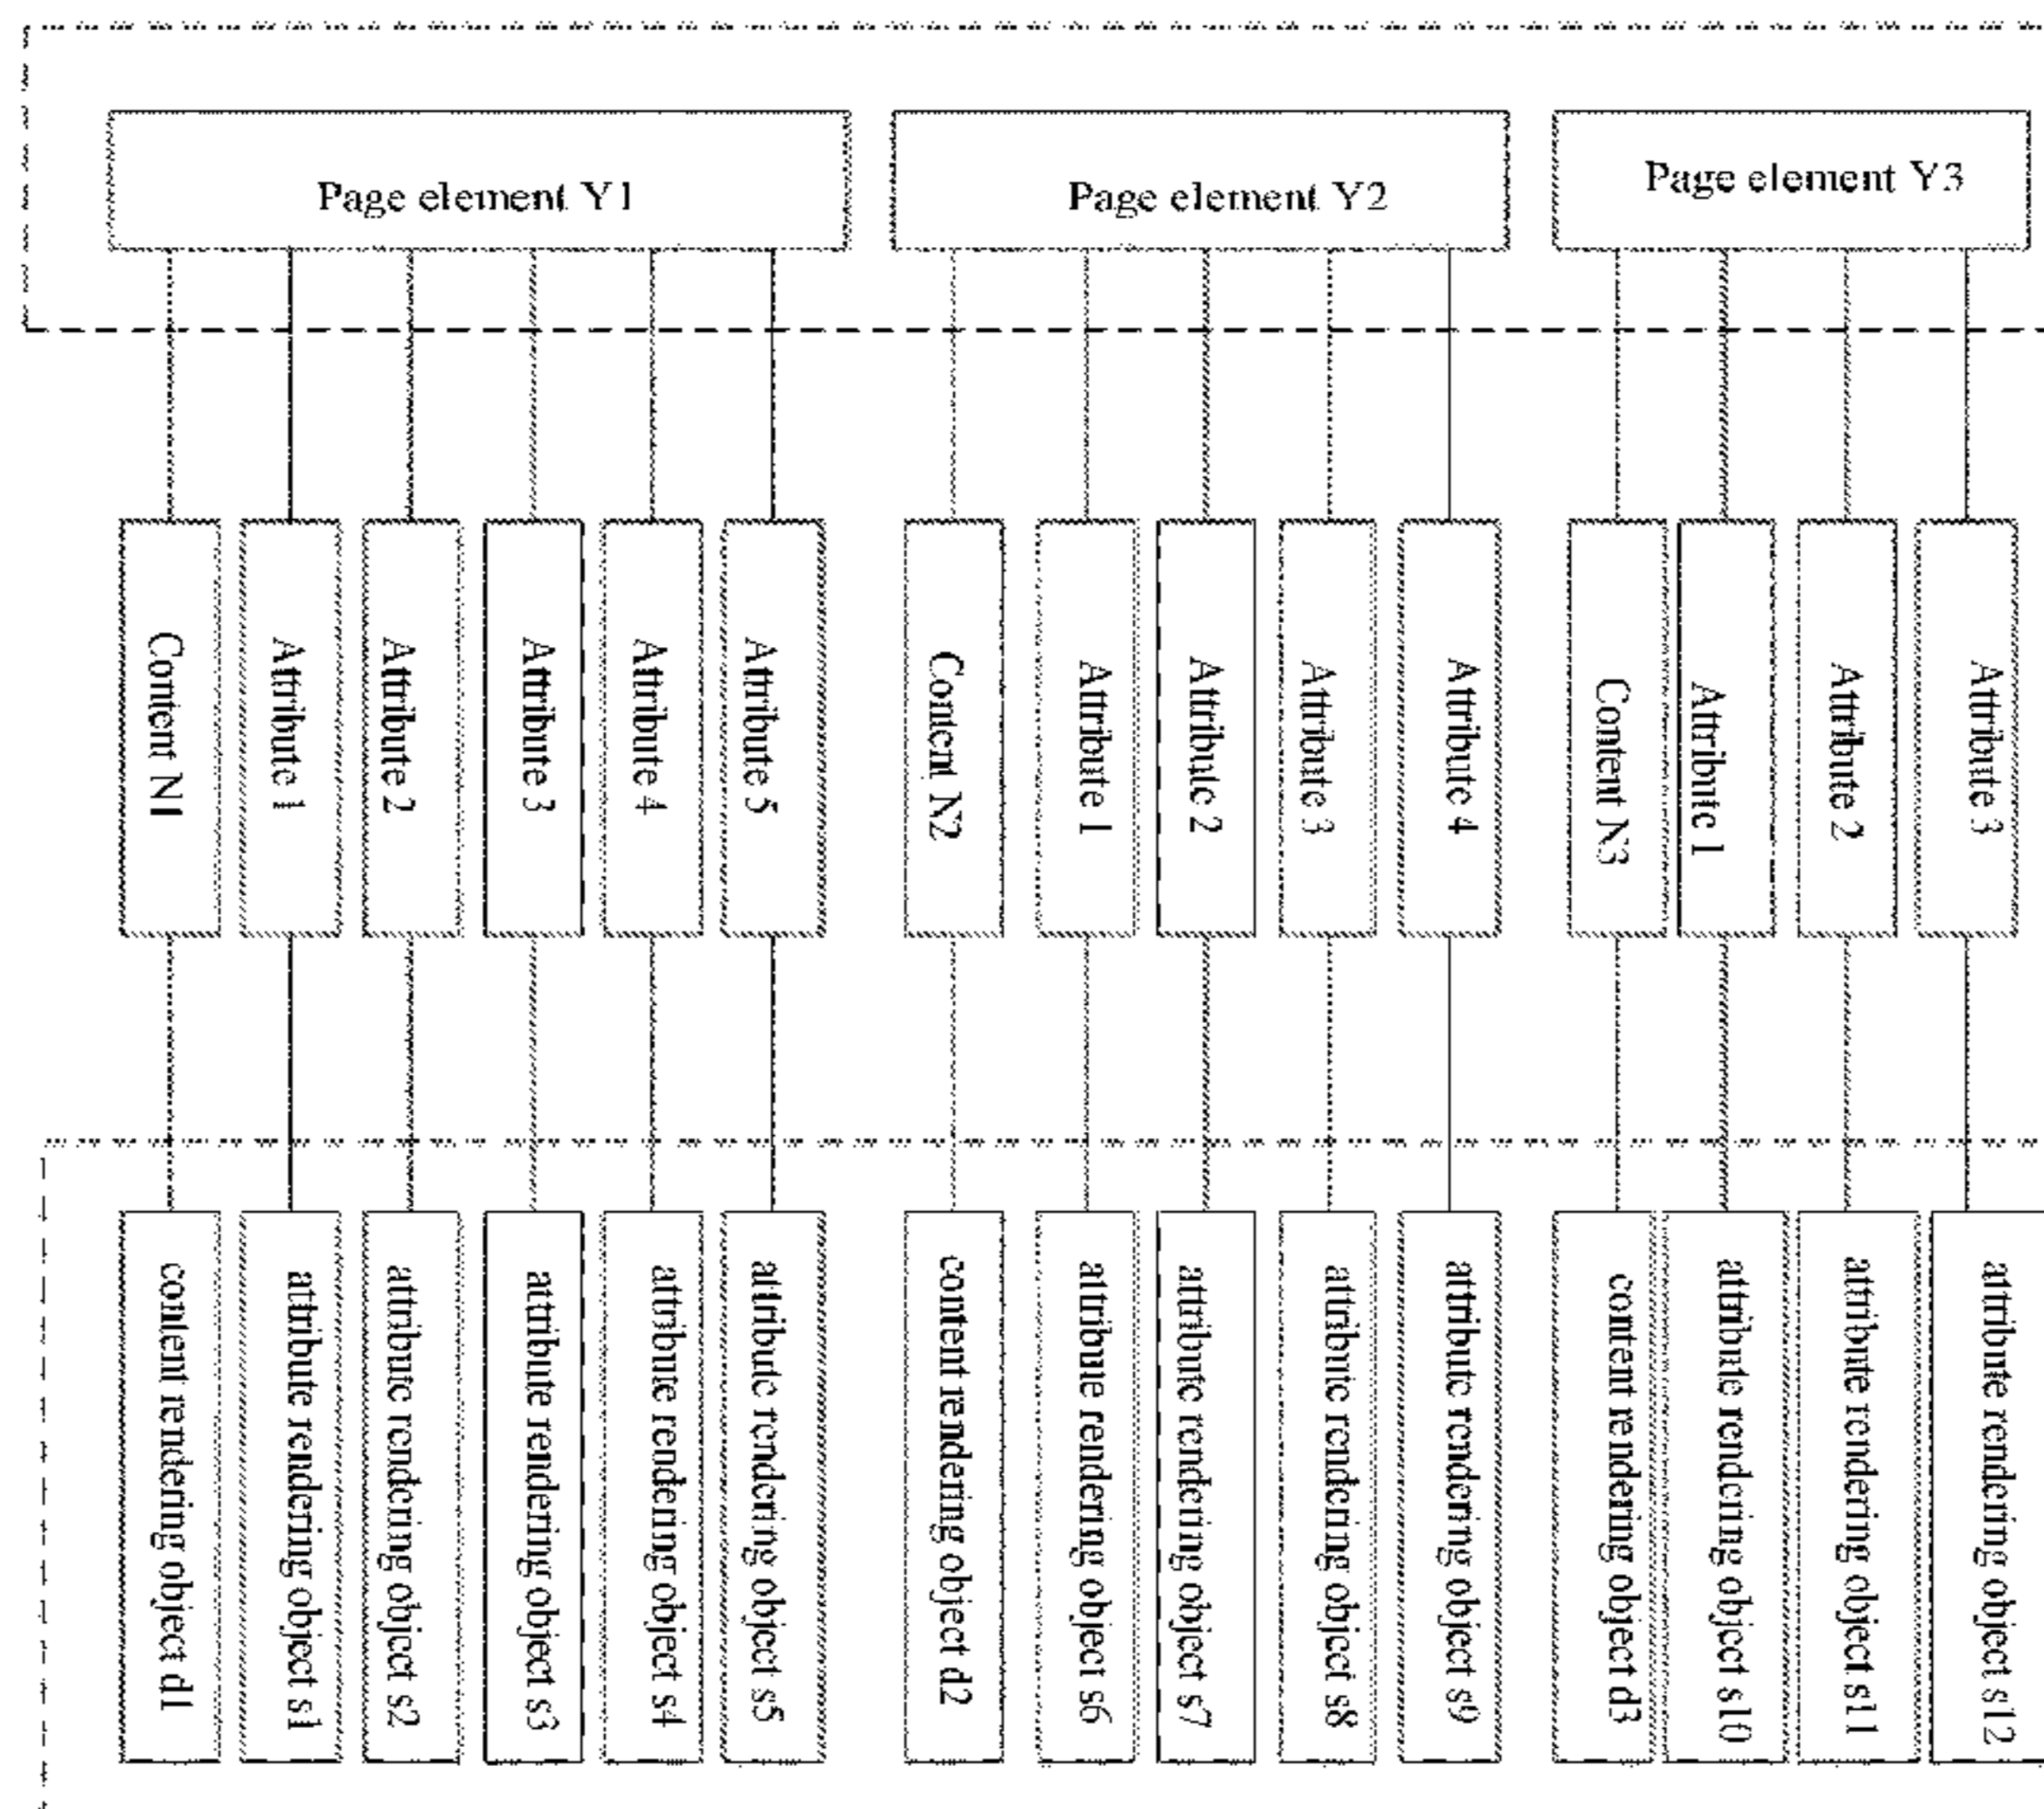 Page element Y1
Page element Y2
Page element Y3
Content N1
Attribute 1
Attribute 2
Attribute 3
Attribute 4
Attribute 5
Content N2
Attribute 1
Attribute 2
Attribute 3
Attribute 4
Content N3
Attribute 1
Attribute 2
Attribute 3
content rendering object d1
attribute rendering object s1
attribute rendering object s2
attribute rendering object s3
attribute rendering object s4
attribute rendering object s5
content rendering object d2
attribute rendering object s6
attribute rendering object s7
attribute rendering object s8
attribute rendering object s9
content rendering object d3
attribute rendering object s10
attribute rendering object s11
attribute rendering object s12